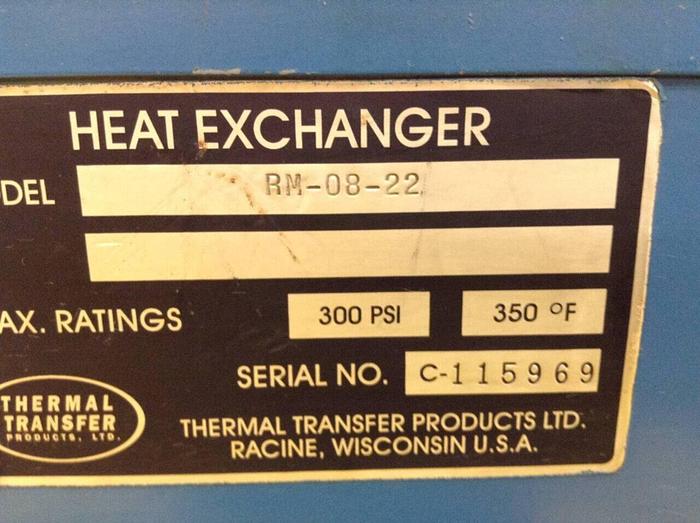 HEAT EXCHANGER
DEL RM-08-22
AX. RATINGS 300 PSI 350 °F
SERIAL NO. C-115969
THERMAL TRANSFER PRODUCTS, LTD.
THERMAL TRANSFER PRODUCTS LTD.
RACINE, WISCONSIN U.S.A.